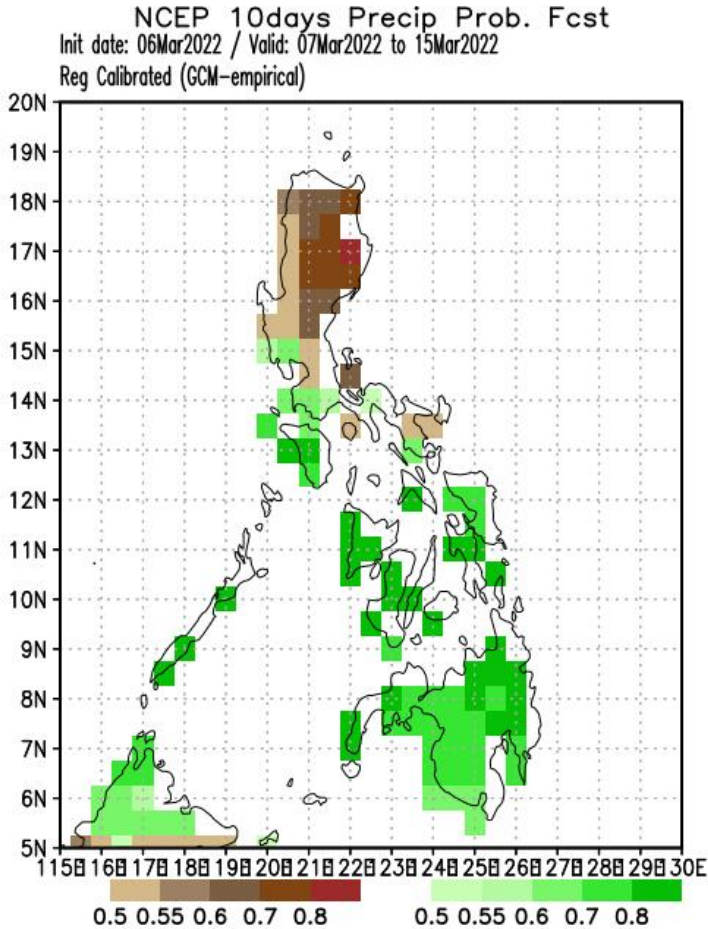 NCEP 10days Precip Prob. Fcst
Init date: 06Mar2022 / Valid: 07Mar2022 to 15Mar2022
Reg Calibrated (GCM-empirical)
20N
19N
18N
17N
16N
15N
14N
13N
12N
11N
10N
9N
8N
7N
6N
5N
115E 116E 117E 118E 119E 120E 121E 122E 123E 124E 125E 126E 127E 128E 129E 130E
0.5 0.55 0.6 0.7 0.8 0.5 0.55 0.6 0.7 0.8